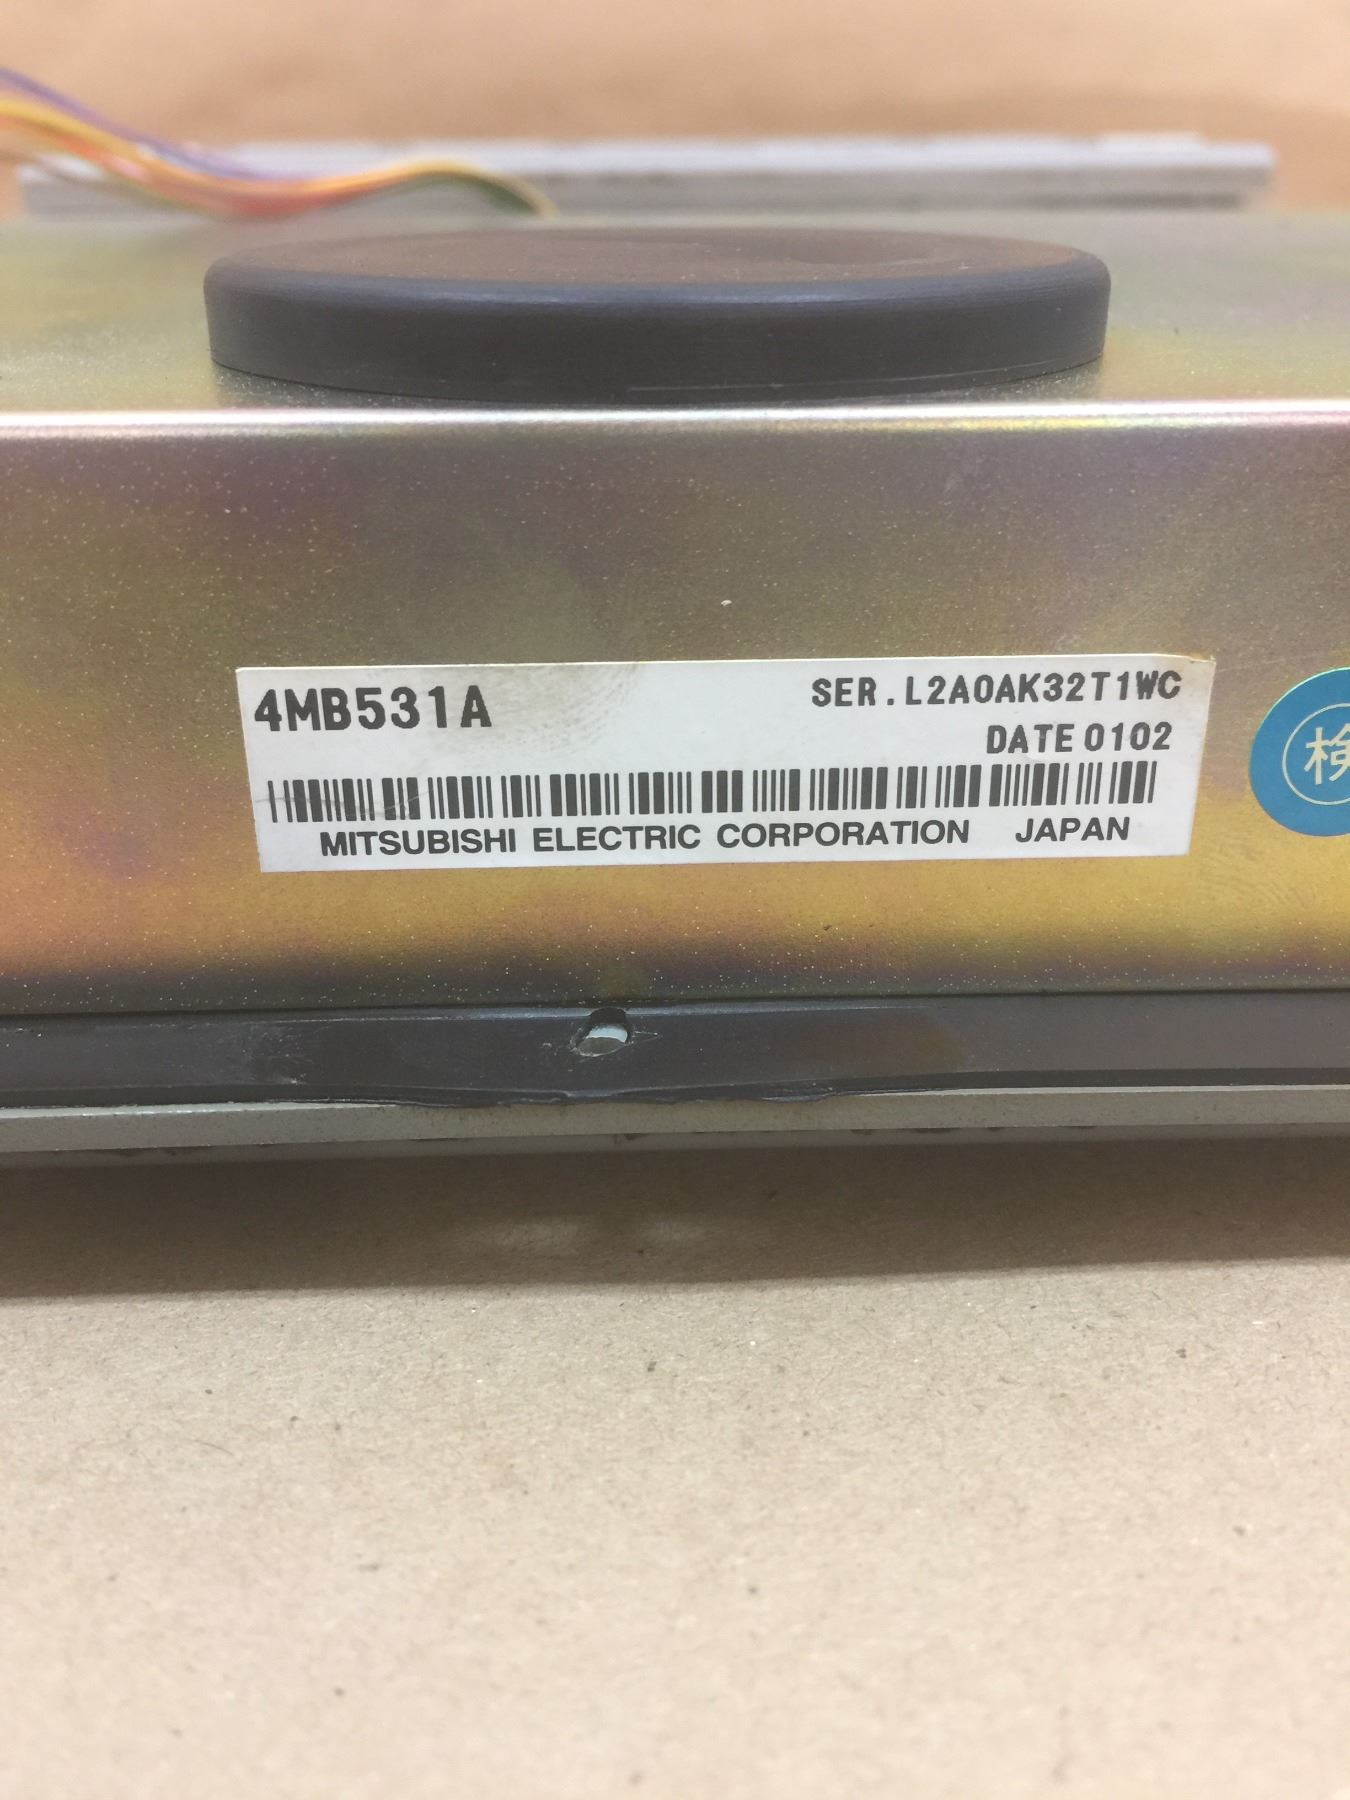 4MB531A
SER.L2A0AK32T1WC
DATE 0102
MITSUBISHI ELECTRIC CORPORATION JAPAN
検